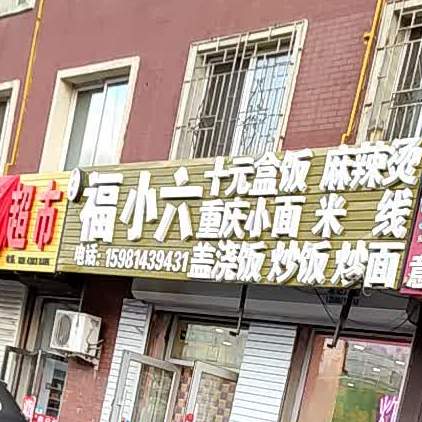 超市
福小六
十元盒饭 麻辣烫
重庆小面 米线
电话：15981439431
盖浇饭 炒饭 炒面